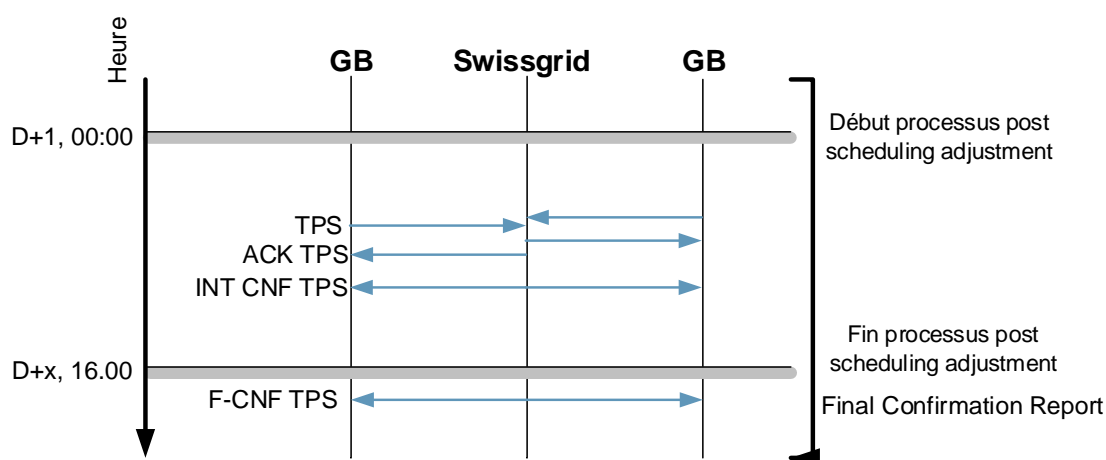 Heure
GB Swissgrid GB
D+1, 00:00
Début processus post
scheduling adjustment
TPS
ACK TPS
INT CNF TPS
Fin processus post
scheduling adjustment
D+x, 16.00
F-CNF TPS
Final Confirmation Report